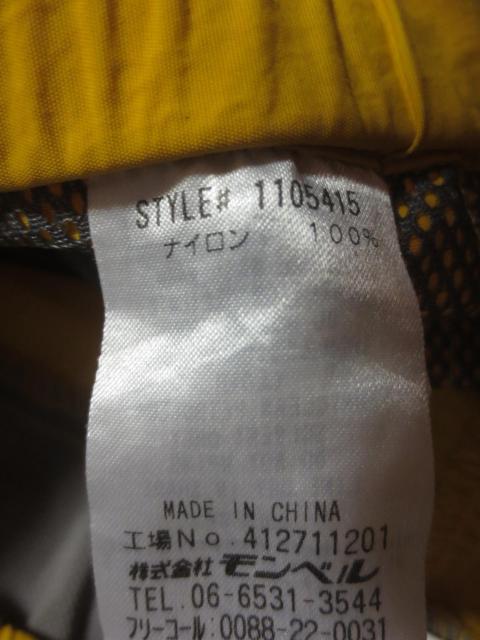 STYLE# 1105415
ナイロン 100%
MADE IN CHINA
工場No.412711201
株式会社 モンベル
TEL.06-6531-3544
フリーコール:0088-22-0031